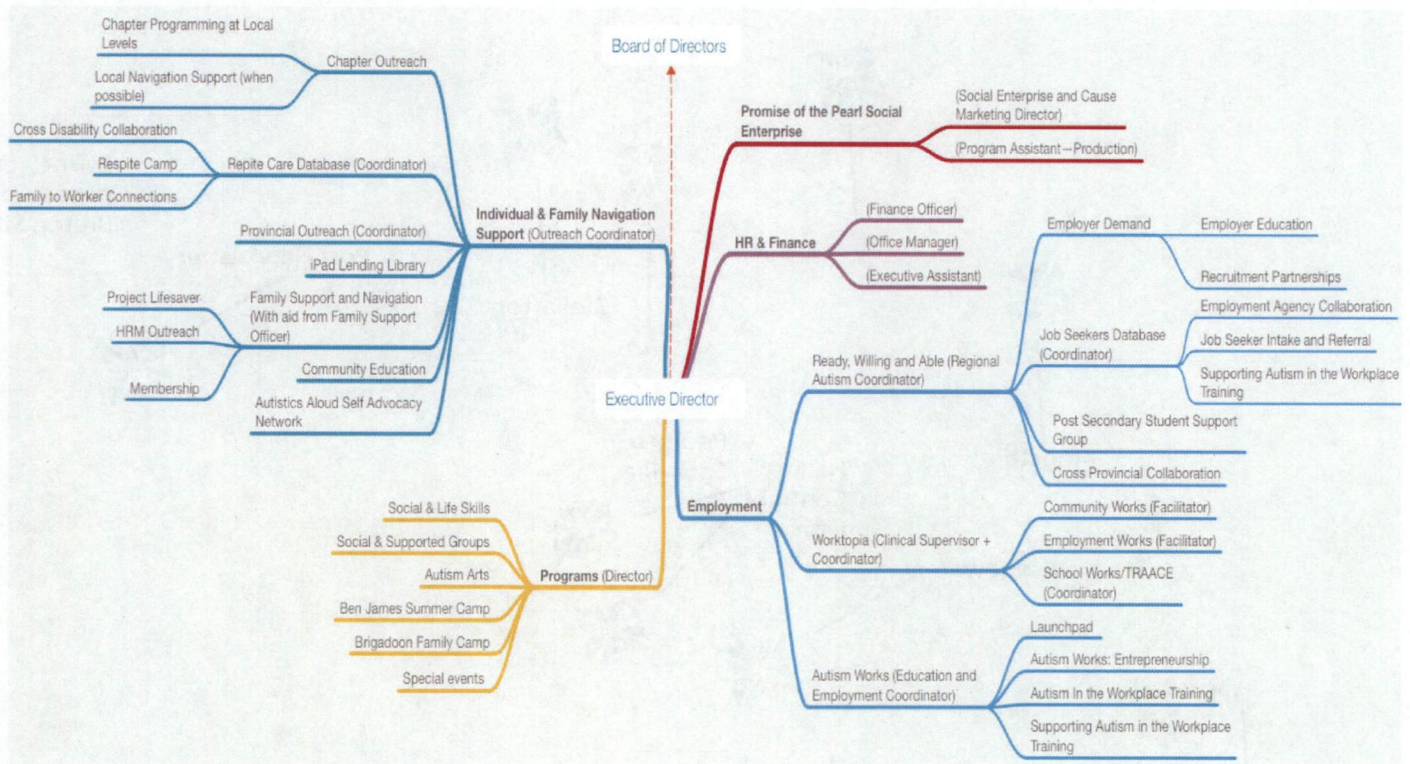 Board of Directors
Executive Director
Individual & Family Navigation
Support (Outreach Coordinator)
Chapter Outreach
Chapter Programming at Local
Levels
Local Navigation Support (when
possible)
Repite Care Database (Coordinator)
Cross Disability Collaboration
Respite Camp
Family to Worker Connections
Provincial Outreach (Coordinator)
iPad Lending Library
Family Support and Navigation
(With aid from Family Support
Officer)
Project Lifesaver
HRM Outreach
Membership
Community Education
Autistics Aloud Self Advocacy
Network
Programs (Director)
Social & Life Skills
Social & Supported Groups
Autism Arts
Ben James Summer Camp
Brigadoon Family Camp
Special events
Promise of the Pearl Social
Enterprise
(Social Enterprise and Cause
Marketing Director)
(Program Assistant—Production)
HR & Finance
(Finance Officer)
(Office Manager)
(Executive Assistant)
Employment
Ready, Willing and Able (Regional
Autism Coordinator)
Employer Demand
Employer Education
Recruitment Partnerships
Job Seekers Database
(Coordinator)
Employment Agency Collaboration
Job Seeker Intake and Referral
Supporting Autism in the Workplace
Training
Post Secondary Student Support
Group
Cross Provincial Collaboration
Worktopia (Clinical Supervisor +
Coordinator)
Community Works (Facilitator)
Employment Works (Facilitator)
School Works/TRAACE
(Coordinator)
Autism Works (Education and
Employment Coordinator)
Launchpad
Autism Works: Entrepreneurship
Autism In the Workplace Training
Supporting Autism in the Workplace
Training